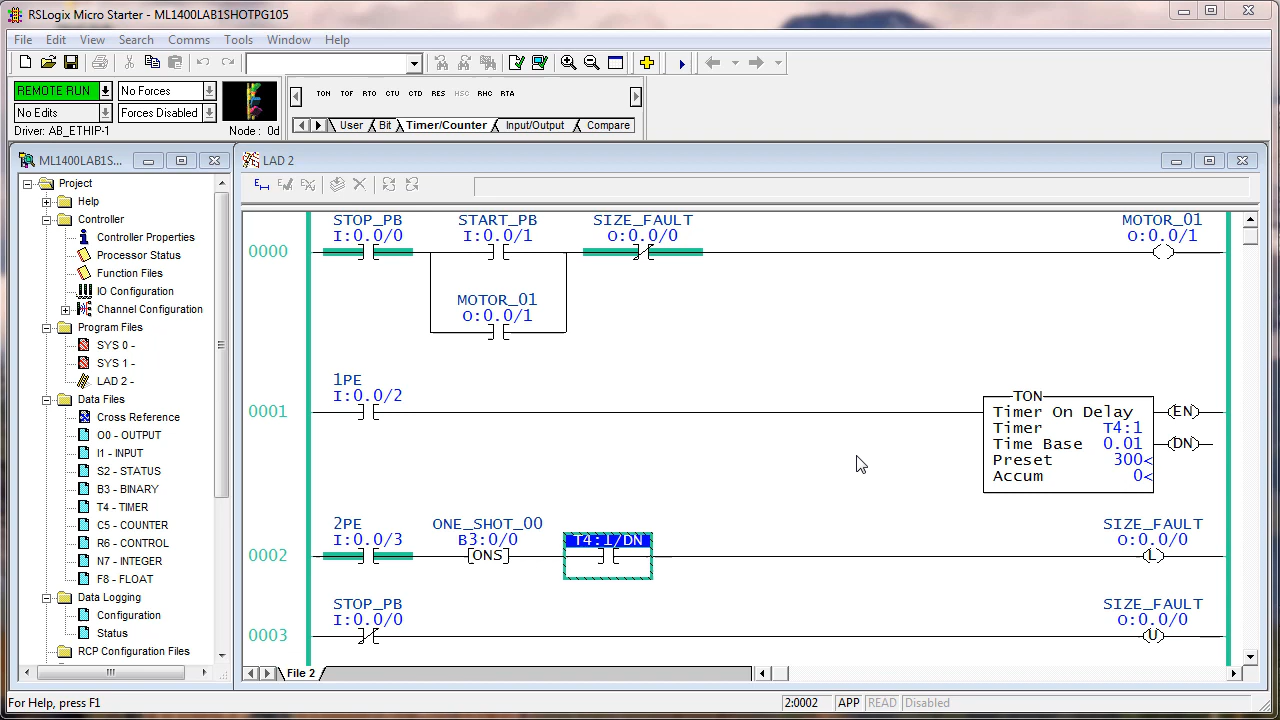 RSLogix Micro Starter - ML1400LAB1SHOTPG105
File Edit View Search Comms Tools Window Help
REMOTE RUN No Forces
No Edits Forces Disabled
Driver: AB_ETHIP-1 Node : 0d
TON TOF RTO CTU CTD RES HSC RHC RTA
User Bit Timer/Counter Input/Output Compare
ML1400LAB1S...
Project
Help
Controller
Controller Properties
Processor Status
Function Files
IO Configuration
Channel Configuration
Program Files
SYS 0 -
SYS 1 -
LAD 2 -
Data Files
Cross Reference
O0 - OUTPUT
I1 - INPUT
S2 - STATUS
B3 - BINARY
T4 - TIMER
C5 - COUNTER
R6 - CONTROL
N7 - INTEGER
F8 - FLOAT
Data Logging
Configuration
Status
RCP Configuration Files
LAD 2
STOP_PB START_PB SIZE_FAULT MOTOR_01
I:0.0/0 I:0.0/1 O:0.0/0 O:0.0/1
0000
MOTOR_01
O:0.0/1
1PE
I:0.0/2
0001
TON
Timer On Delay EN
Timer T4:1
Time Base 0.01 DN
Preset 300<
Accum 0<
2PE ONE_SHOT_00 SIZE_FAULT
I:0.0/3 B3:0/0 T4:1/DN O:0.0/0
0002 ONS L
STOP_PB SIZE_FAULT
I:0.0/0 O:0.0/0
0003 U
File 2
For Help, press F1 2:0002 APP READ Disabled